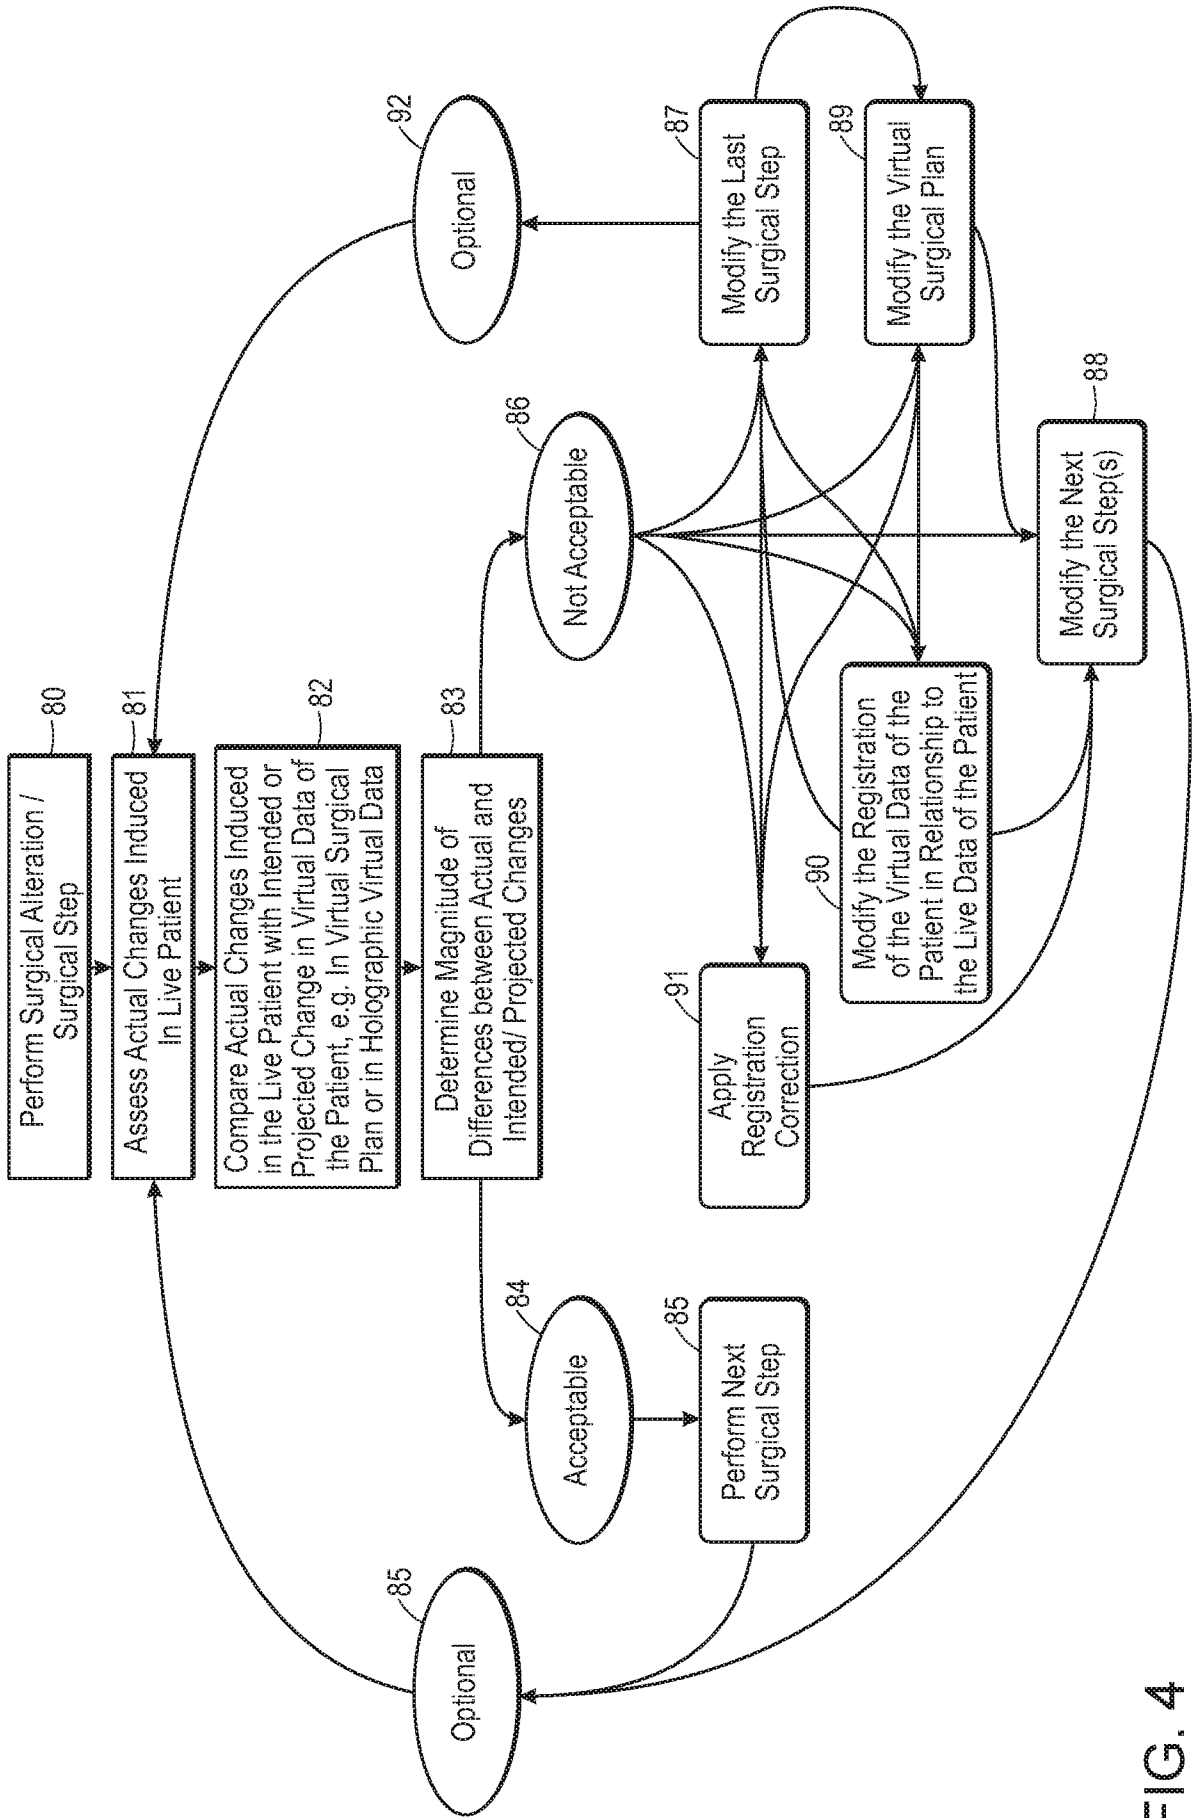 80
Perform Surgical Alteration /
Surgical Step
81
Assess Actual Changes Induced
In Live Patient
82
Compare Actual Changes Induced
in the Live Patient with Intended or
Projected Change in Virtual Data of
the Patient, e.g. In Virtual Surgical
Plan or in Holographic Virtual Data
83
Determine Magnitude of
Differences between Actual and
Intended/ Projected Changes
85
Optional
84
Acceptable
85
Perform Next
Surgical Step
86
Not Acceptable
92
Optional
91
Apply
Registration
Correction
90
Modify the Registration
of the Virtual Data of the
Patient in Relationship to
the Live Data of the Patient
87
Modify the Last
Surgical Step
89
Modify the Virtual
Surgical Plan
88
Modify the Next
Surgical Step(s)
FIG. 4